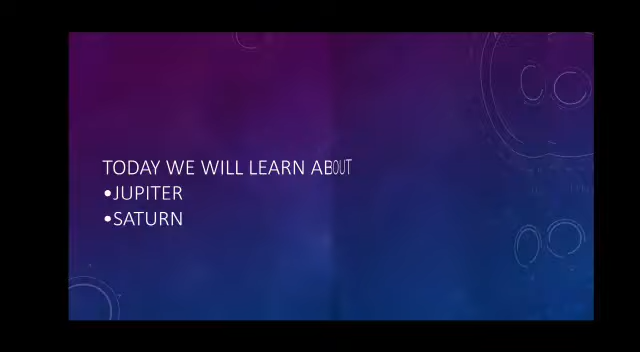 TODAY WE WILL LEARN ABOUT
•JUPITER
•SATURN